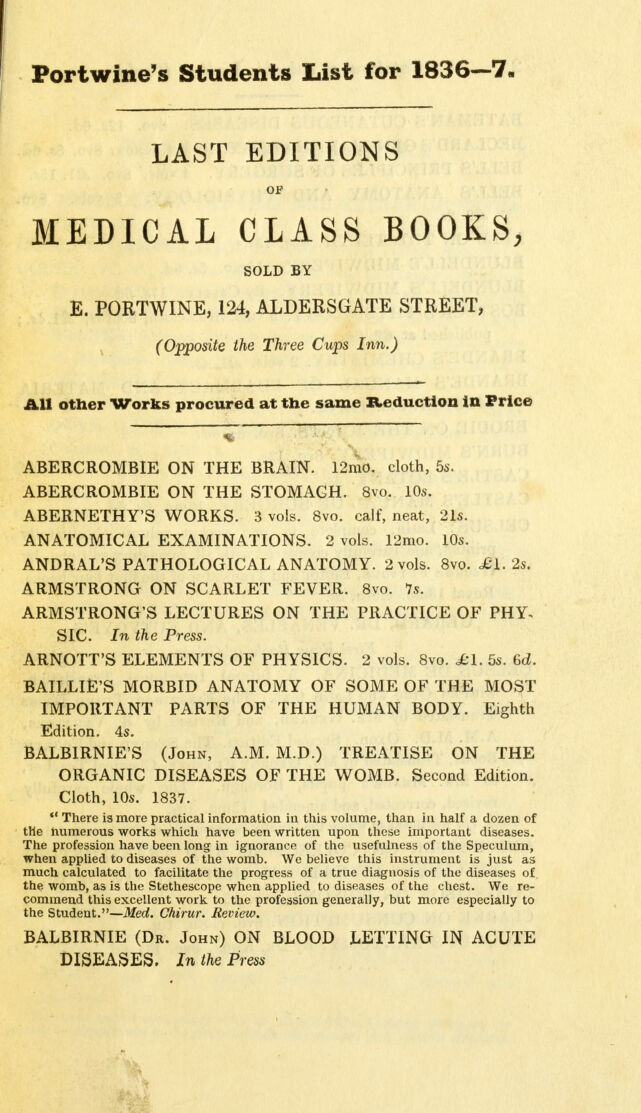 Portwine's Students List for 1836—7.
LAST EDITIONS
OF
MEDICAL CLASS BOOKS,
SOLD BY
E. PORTWINE, 124, ALDERSGATE STREET,
(Opposite the Three Cups Inn.)
All other Works procured at the same Reduction in Price
ABERCROMBIE ON THE BRAIN. 12mo. cloth, 5s.
ABERCROMBIE ON THE STOMACH. 8vo. 10s.
ABERNETHY'S WORKS. 3 vols. 8vo. calf, neat, 21s.
ANATOMICAL EXAMINATIONS. 2 vols. 12mo. 10s.
ANDRAL'S PATHOLOGICAL ANATOMY. 2 vols. 8vo. £1. 2s.
ARMSTRONG ON SCARLET FEVER. 8vo. 7s.
ARMSTRONG'S LECTURES ON THE PRACTICE OF PHY-
SIC. In the Press.
ARNOTT'S ELEMENTS OF PHYSICS. 2 vols. 8vo. £1. 5s. 6d.
BAILLIE'S MORBID ANATOMY OF SOME OF THE MOST
IMPORTANT PARTS OF THE HUMAN BODY. Eighth
Edition. 4s.
BALBIRNIE'S (John, A.M. M.D.) TREATISE ON THE
ORGANIC DISEASES OF THE WOMB. Second Edition.
Cloth, 10s. 1837.
"There is more practical information in this volume, than in half a dozen of
the numerous works which have been written upon these important diseases.
The profession have been long in ignorance of the usefulness of the Speculum,
when applied to diseases of the womb. We believe this instrument is just as
much calculated to facilitate the progress of a true diagnosis of the diseases of
the womb, as is the Stethescope when applied to diseases of the chest. We re-
commend this excellent work to the profession generally, but more especially to
the Student."—Med. Chirur. Review.
BALBIRNIE (Dr. John) ON BLOOD LETTING IN ACUTE
DISEASES. In the Press